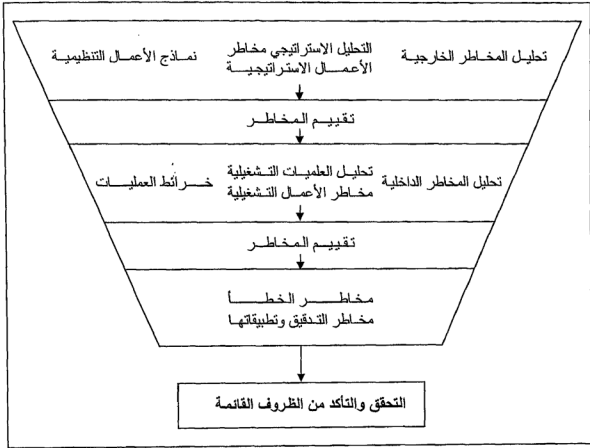 تحليل المخاطر الخارجية
التحليل الاستراتيجي مخاطر
الأعمال الاستراتيجية
نماذج الأعمال التنظيمية
تقييم المخاطر
تحليل المخاطر الداخلية
تحليل العلميات التشغيلية
مخاطر الأعمال التشغيلية
خرائط العمليات
تقييم المخاطر
مخاطر الخطأ
مخاطر التدقيق وتطبيقاتها
التحقق والتأكد من الظروف القائمة